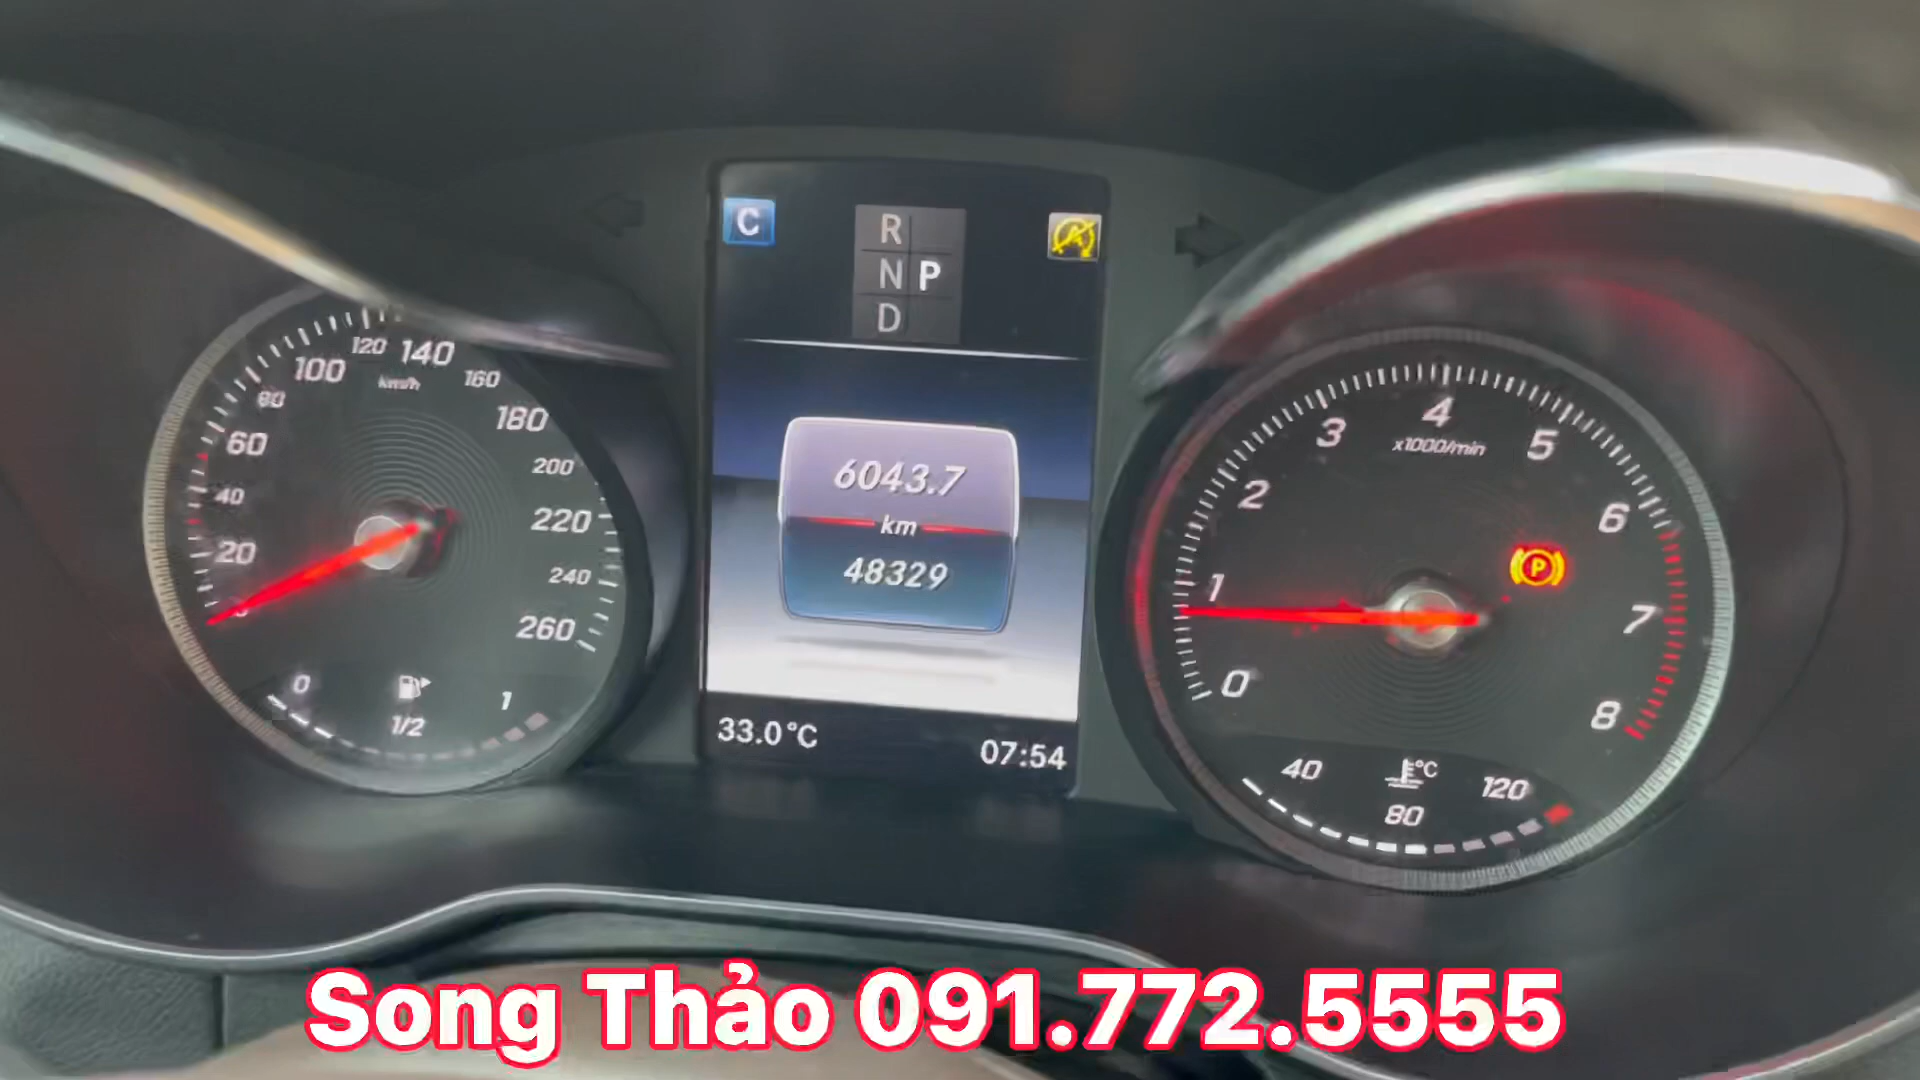 C
R
N P
D
6043.7
km
48329
33.0°C
07:54
0
20
40
60
80
100
120
140
160
180
200
220
240
260
km/h
0
1/2
1
0
1
2
3
4
5
6
7
8
x1000/min
P
40
80
120
°C
Song Thảo 091.772.5555